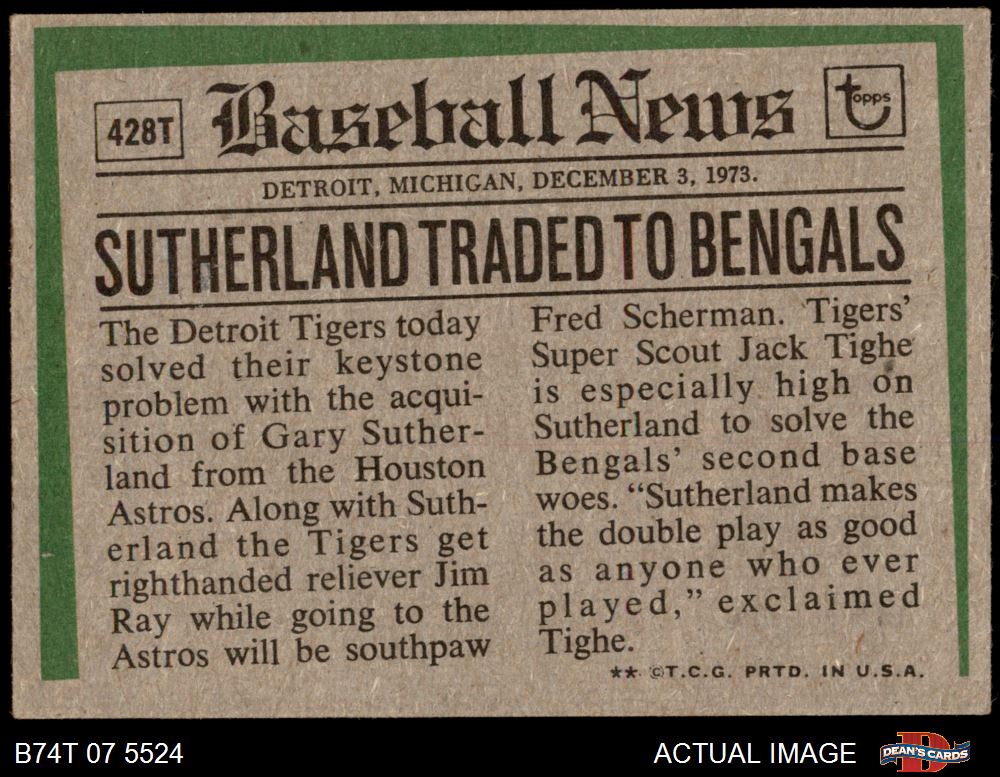 428T
Baseball News
topps
DETROIT, MICHIGAN, DECEMBER 3, 1973.
SUTHERLAND TRADED TO BENGALS
The Detroit Tigers today
solved their keystone
problem with the acqui-
sition of Gary Suther-
land from the Houston
Astros. Along with Suth-
erland the Tigers get
righthanded reliever Jim
Ray while going to the
Astros will be southpaw
Fred Scherman. Tigers'
Super Scout Jack Tighe
is especially high on
Sutherland to solve the
Bengals' second base
woes. "Sutherland makes
the double play as good
as anyone who ever
played," exclaimed
Tighe.
** ©T.C.G. PRTD. IN U.S.A.
B74T 07 5524
ACTUAL IMAGE
DEAN'S CARDS